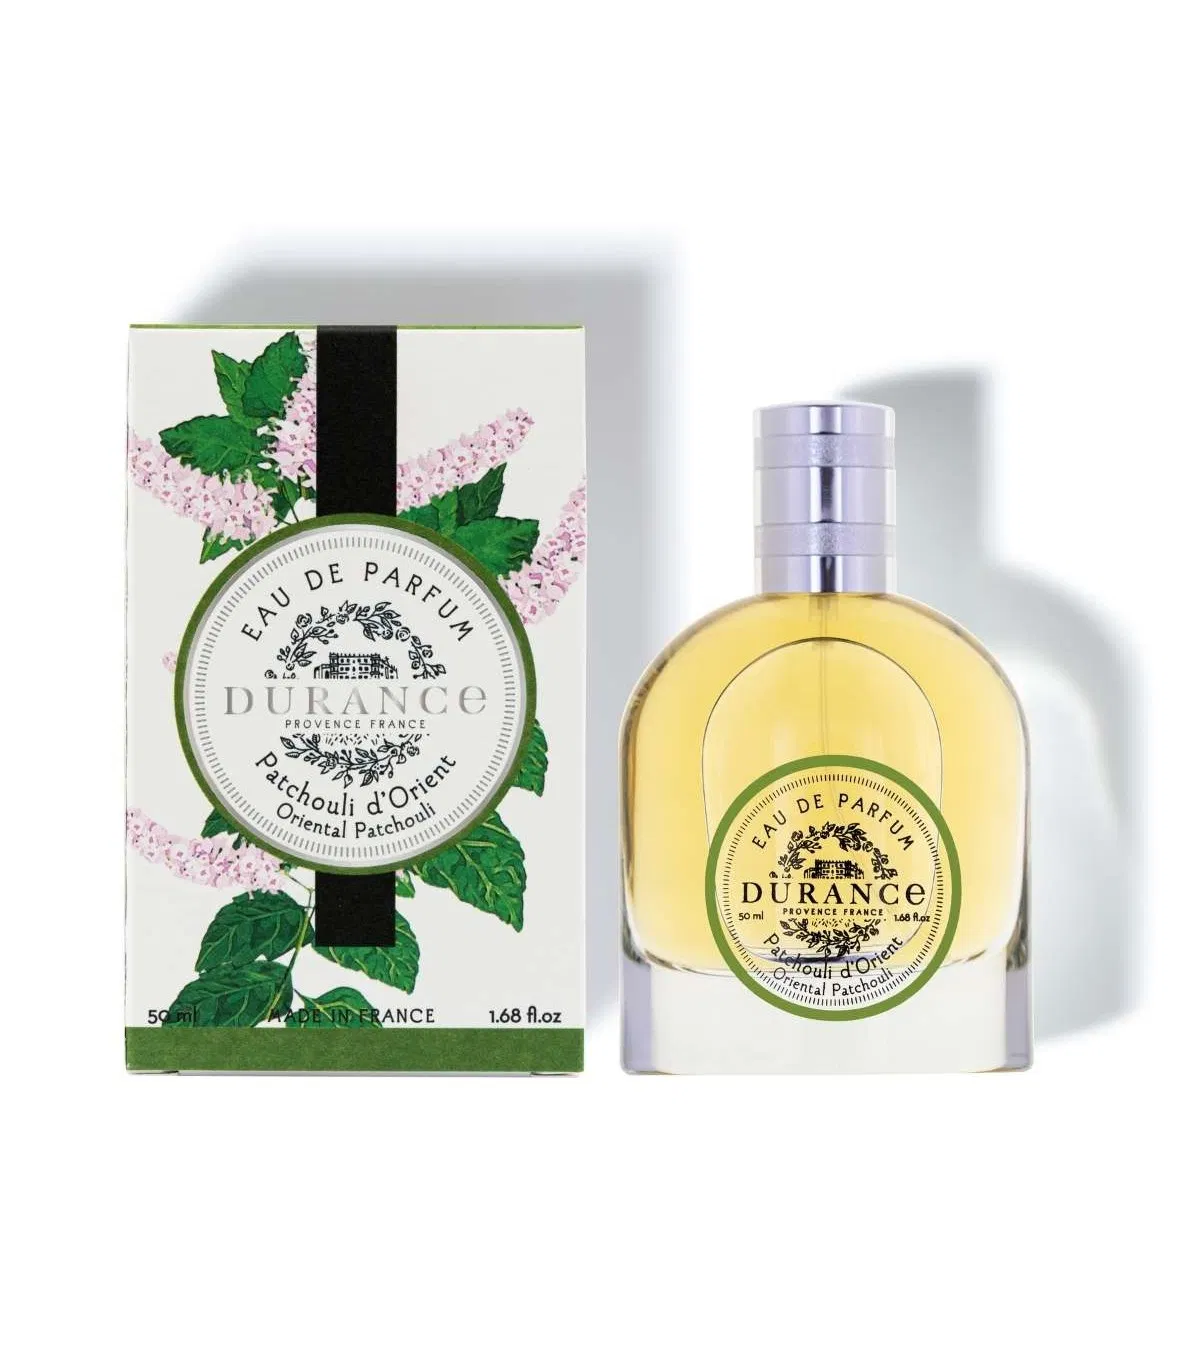 EAU DE PARFUM
DURANCE
PROVENCE FRANCE
Patchouli d'Orient
Oriental Patchouli
50 ml
MADE IN FRANCE
1.68 fl.oz
EAU DE PARFUM
DURANCE
50 ml PROVENCE FRANCE 1.68 fl.oz
Patchouli d'Orient
Oriental Patchouli